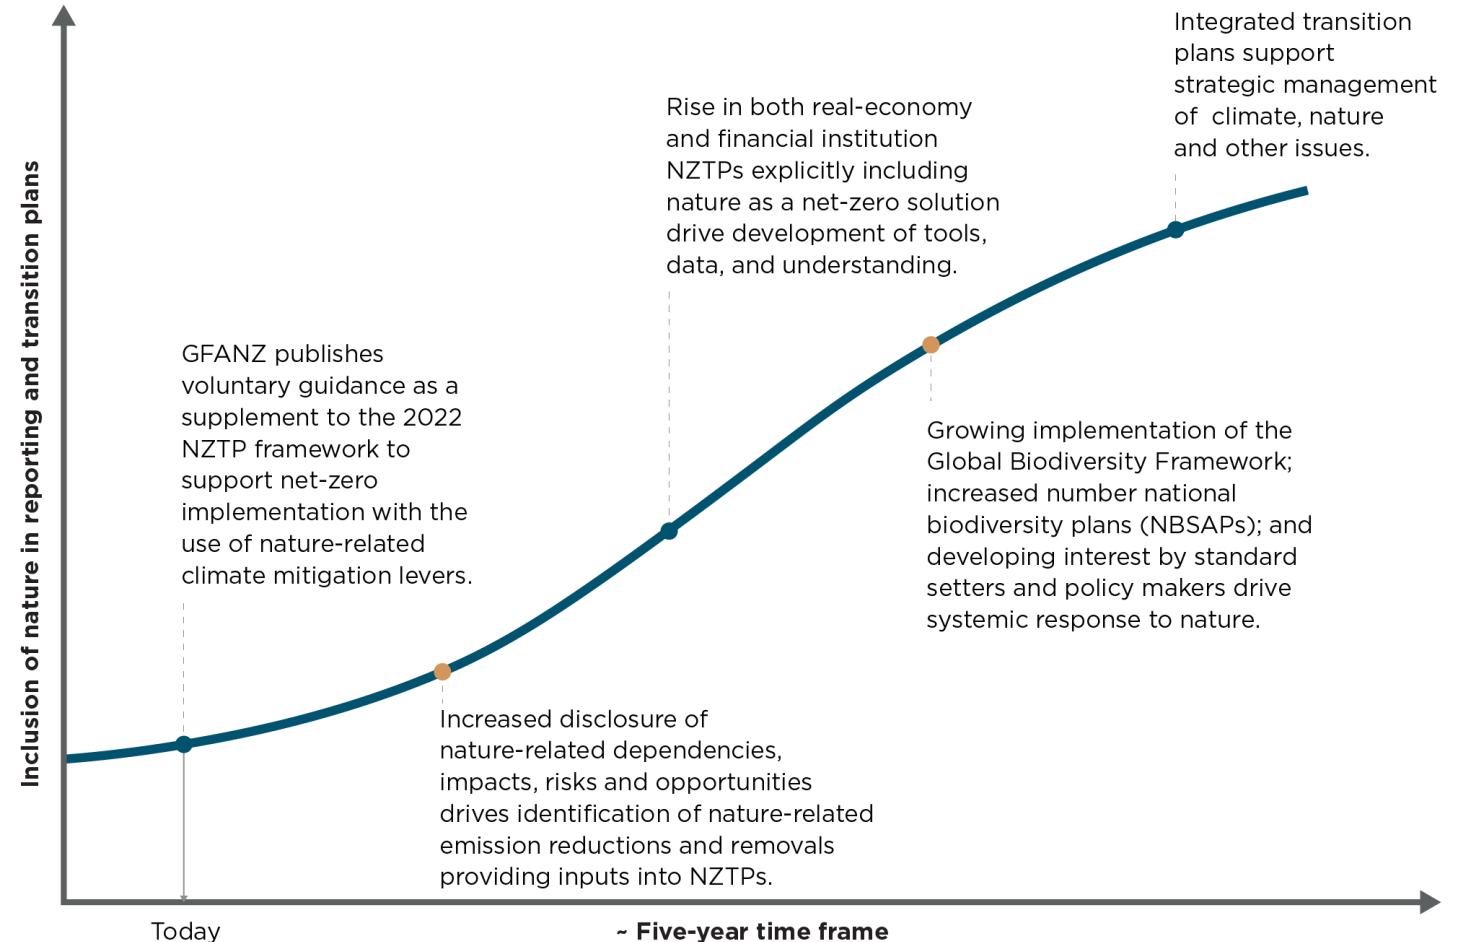 Integrated transition
plans support
strategic management
of  climate, nature
and other issues.
Rise in both real-economy
and financial institution
NZTPs explicitly including
nature as a net-zero solution
drive development of tools,
data, and understanding.
GFANZ publishes
voluntary guidance as a
supplement to the 2022
NZTP framework to
support net-zero
implementation with the
use of nature-related
climate mitigation levers.
Growing implementation of the
Global Biodiversity Framework;
increased number national
biodiversity plans (NBSAPs); and
developing interest by standard
setters and policy makers drive
systemic response to nature.
Increased disclosure of
nature-related dependencies,
impacts, risks and opportunities
drives identification of nature-related
emission reductions and removals
providing inputs into NZTPs.
Inclusion of nature in reporting and transition plans
Today
~ Five-year time frame